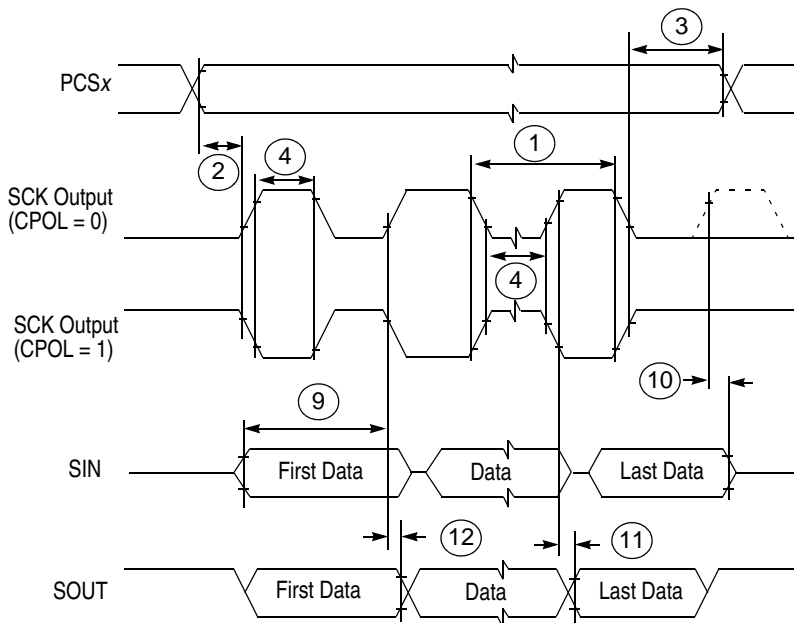 3
PCSx
1
2
4
SCK Output
(CPOL = 0)
4
SCK Output
(CPOL = 1)
10
9
SIN
First Data
Data
Last Data
12
11
SOUT
First Data
Data
Last Data